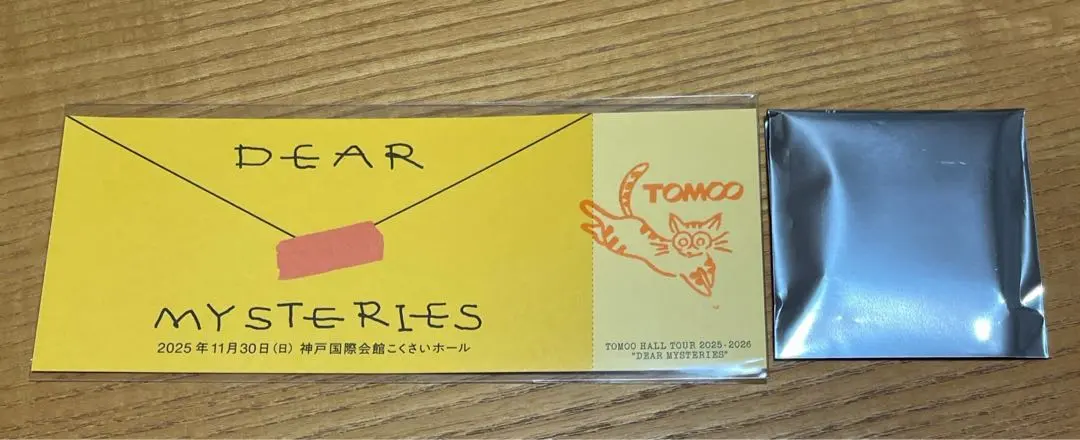 DEAR
MYSTERIES
2025年11月30日(日) 神戸国際会館こくさいホール
TOMOO
TOMOO HALL TOUR 2025-2026
"DEAR MYSTERIES"